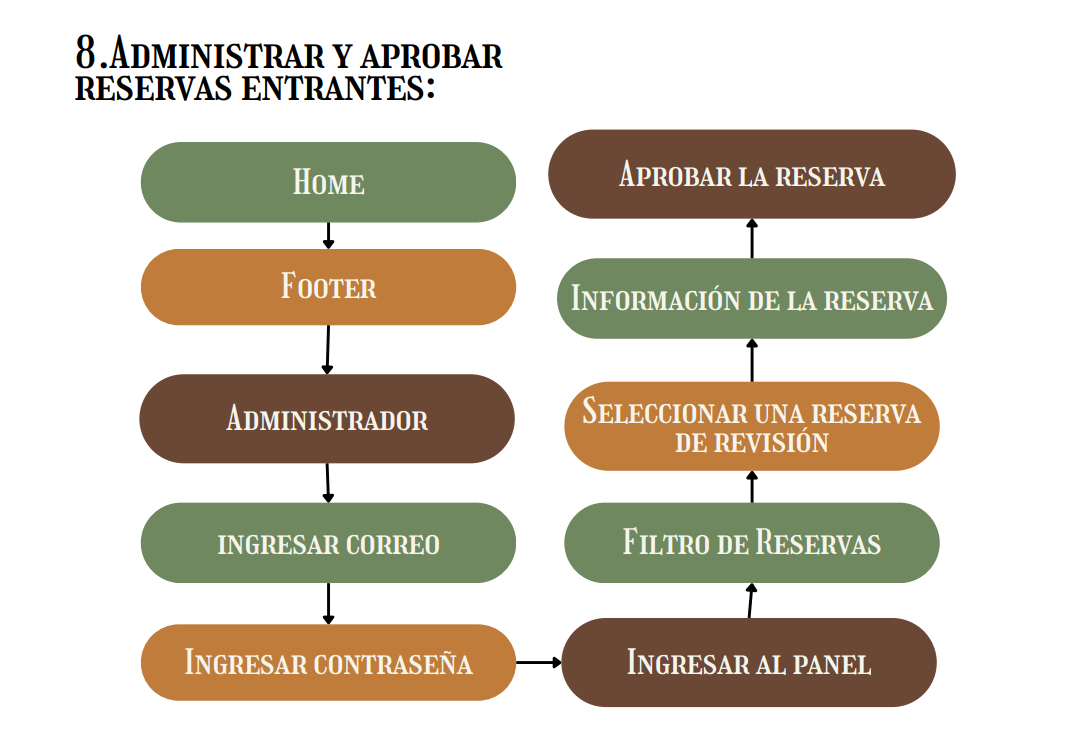 8.Administrar y aprobar
reservas entrantes:
Home
Footer
Administrador
ingresar correo
Ingresar contraseña
Ingresar al panel
Filtro de Reservas
Seleccionar una reserva
de revisión
Información de la reserva
Aprobar la reserva